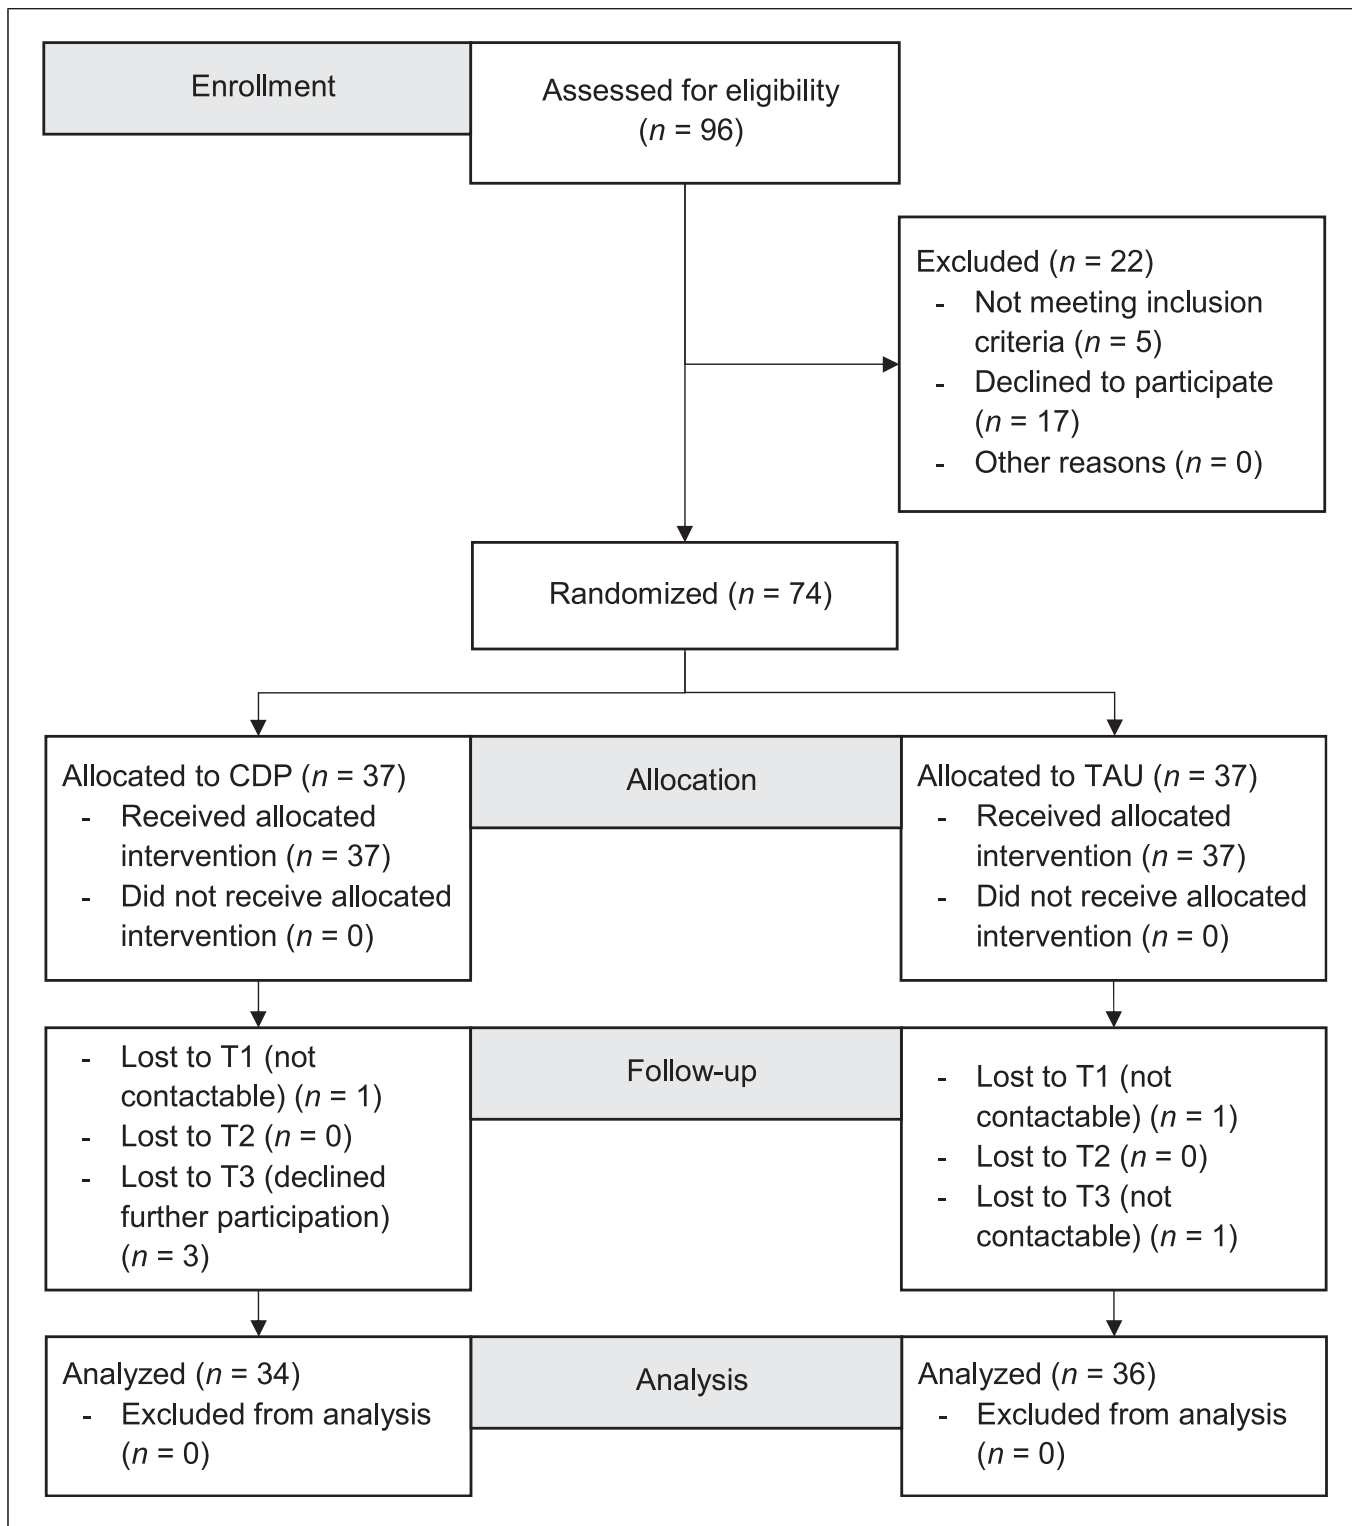 Enrollment
Assessed for eligibility
(n = 96)
Excluded (n = 22)
- Not meeting inclusion
criteria (n = 5)
- Declined to participate
(n = 17)
- Other reasons (n = 0)
Randomized (n = 74)
Allocated to CDP (n = 37)
- Received allocated
intervention (n = 37)
- Did not receive allocated
intervention (n = 0)
Allocation
Allocated to TAU (n = 37)
- Received allocated
intervention (n = 37)
- Did not receive allocated
intervention (n = 0)
- Lost to T1 (not
contactable) (n = 1)
- Lost to T2 (n = 0)
- Lost to T3 (declined
further participation)
(n = 3)
Follow-up
- Lost to T1 (not
contactable) (n = 1)
- Lost to T2 (n = 0)
- Lost to T3 (not
contactable) (n = 1)
Analyzed (n = 34)
- Excluded from analysis
(n = 0)
Analysis
Analyzed (n = 36)
- Excluded from analysis
(n = 0)